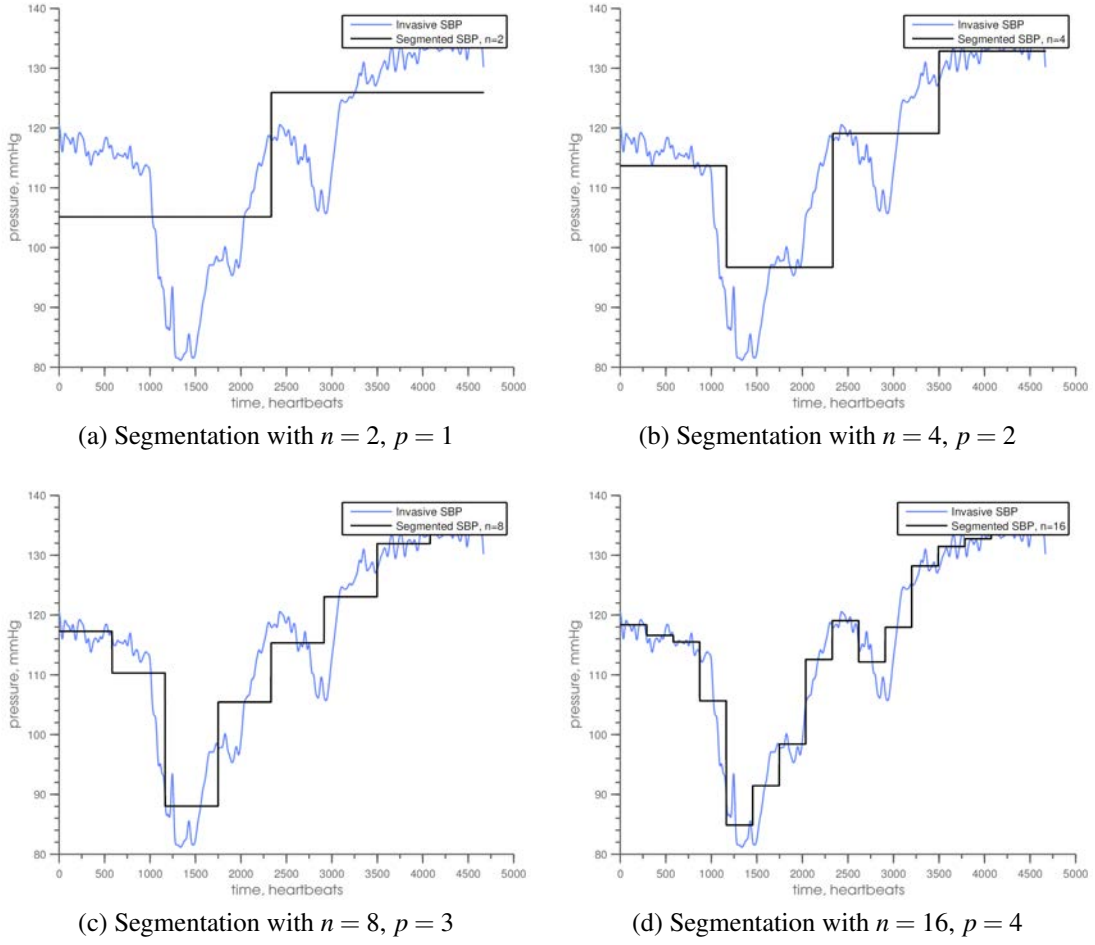 140
130
120
110
100
90
80
pressure, mmHg
Invasive SBP
Segmented SBP, n=2
0 500 1000 1500 2000 2500 3000 3500 4000 4500 5000
time, heartbeats
(a) Segmentation with n = 2, p = 1
140
130
120
110
100
90
80
pressure, mmHg
Invasive SBP
Segmented SBP, n=4
0 500 1000 1500 2000 2500 3000 3500 4000 4500 5000
time, heartbeats
(b) Segmentation with n = 4, p = 2
140
130
120
110
100
90
80
pressure, mmHg
Invasive SBP
Segmented SBP, n=8
0 500 1000 1500 2000 2500 3000 3500 4000 4500 5000
time, heartbeats
(c) Segmentation with n = 8, p = 3
140
130
120
110
100
90
80
pressure, mmHg
Invasive SBP
Segmented SBP, n=16
0 500 1000 1500 2000 2500 3000 3500 4000 4500 5000
time, heartbeats
(d) Segmentation with n = 16, p = 4